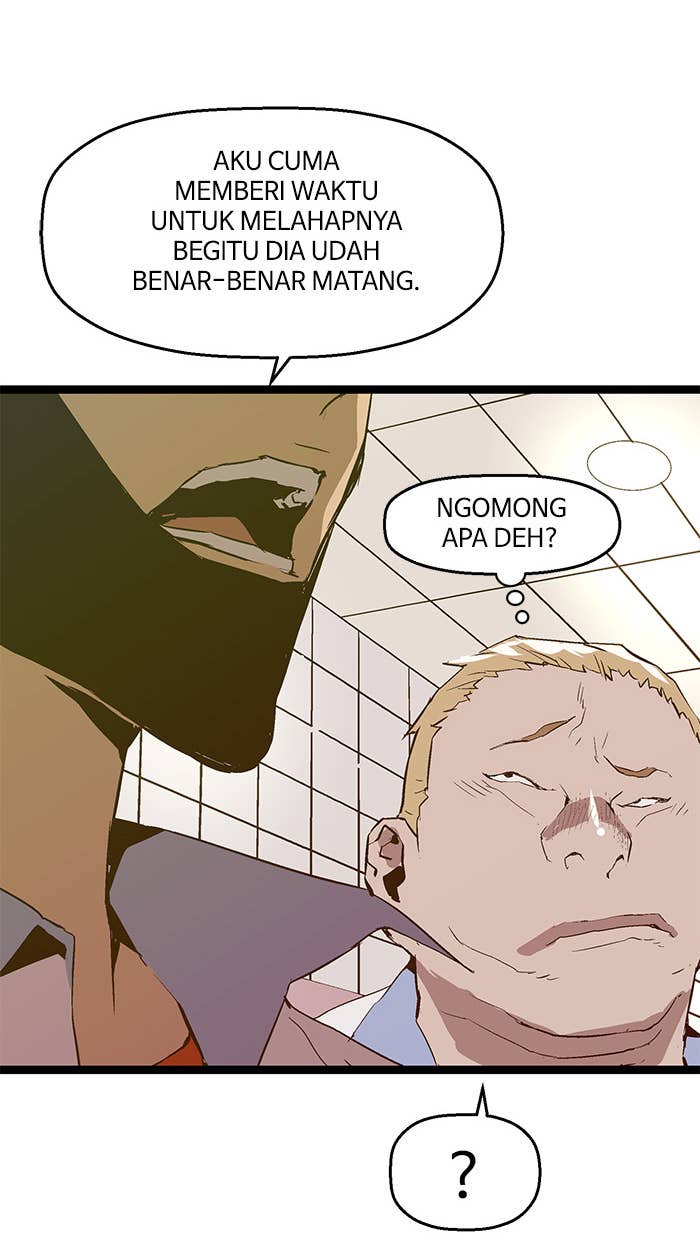 AKU CUMA
MEMBERI WAKTU
UNTUK MELAHAPNYA
BEGITU DIA UDAH
BENAR-BENAR MATANG.
NGOMONG
APA DEH?
?